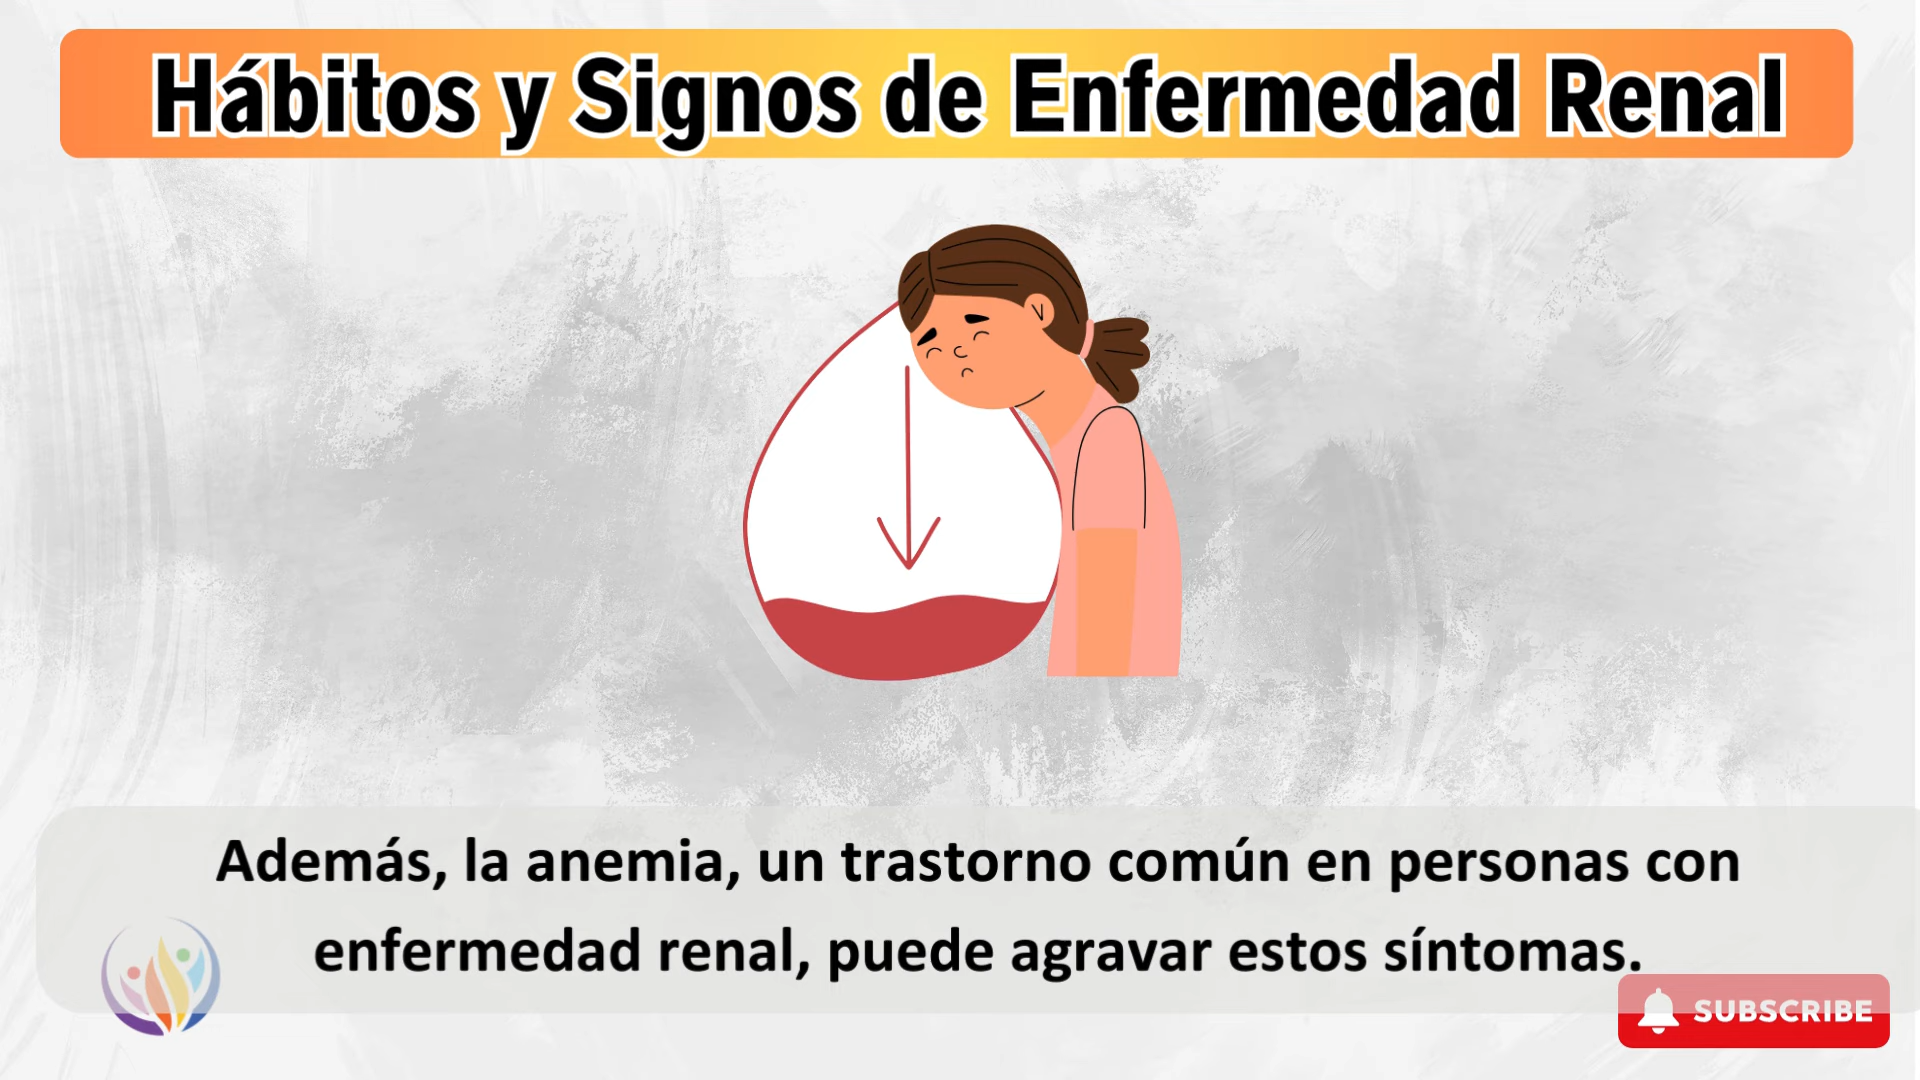 Hábitos y Signos de Enfermedad Renal
Además, la anemia, un trastorno común en personas con
enfermedad renal, puede agravar estos síntomas.
SUBSCRIBE